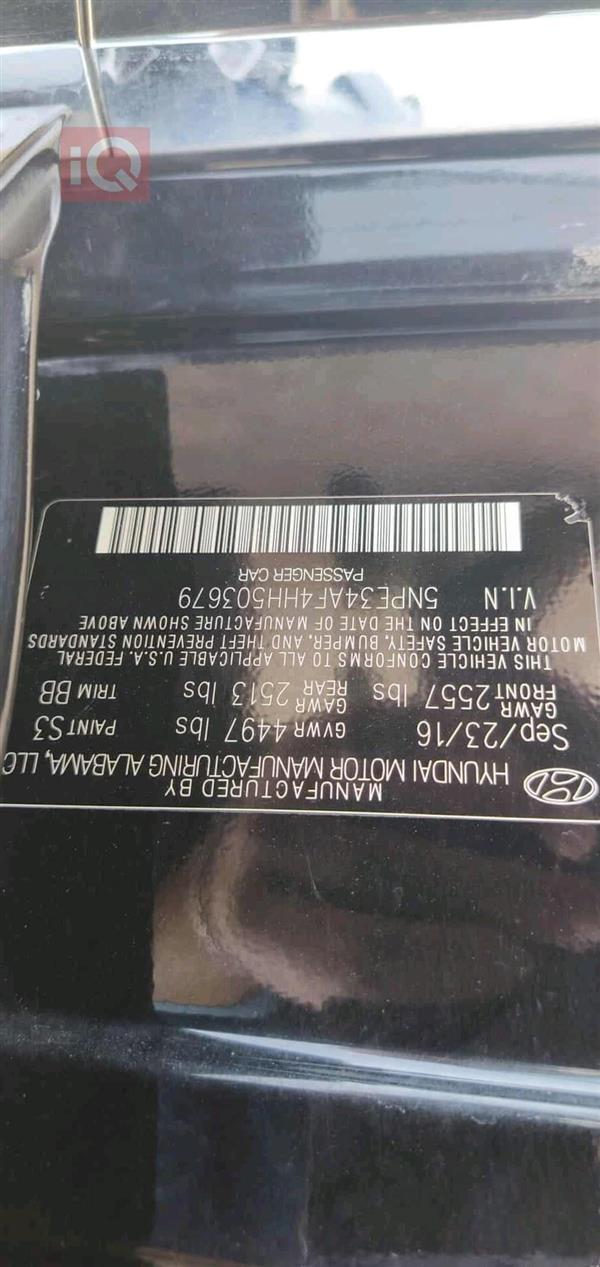 iQ
MANUFACTURED BY
HYUNDAI MOTOR MANUFACTURING ALABAMA, LLC
Sep/23/16 GVWR 4497 lbs PAINT S3
GAWR FRONT 2557 lbs GAWR REAR 2513 lbs TRIM BB
THIS VEHICLE CONFORMS TO ALL APPLICABLE U.S.A. FEDERAL
MOTOR VEHICLE SAFETY, BUMPER, AND THEFT PREVENTION STANDARDS
IN EFFECT ON THE DATE OF MANUFACTURE SHOWN ABOVE
V.I.N 5NPE34AF4HH503679
PASSENGER CAR